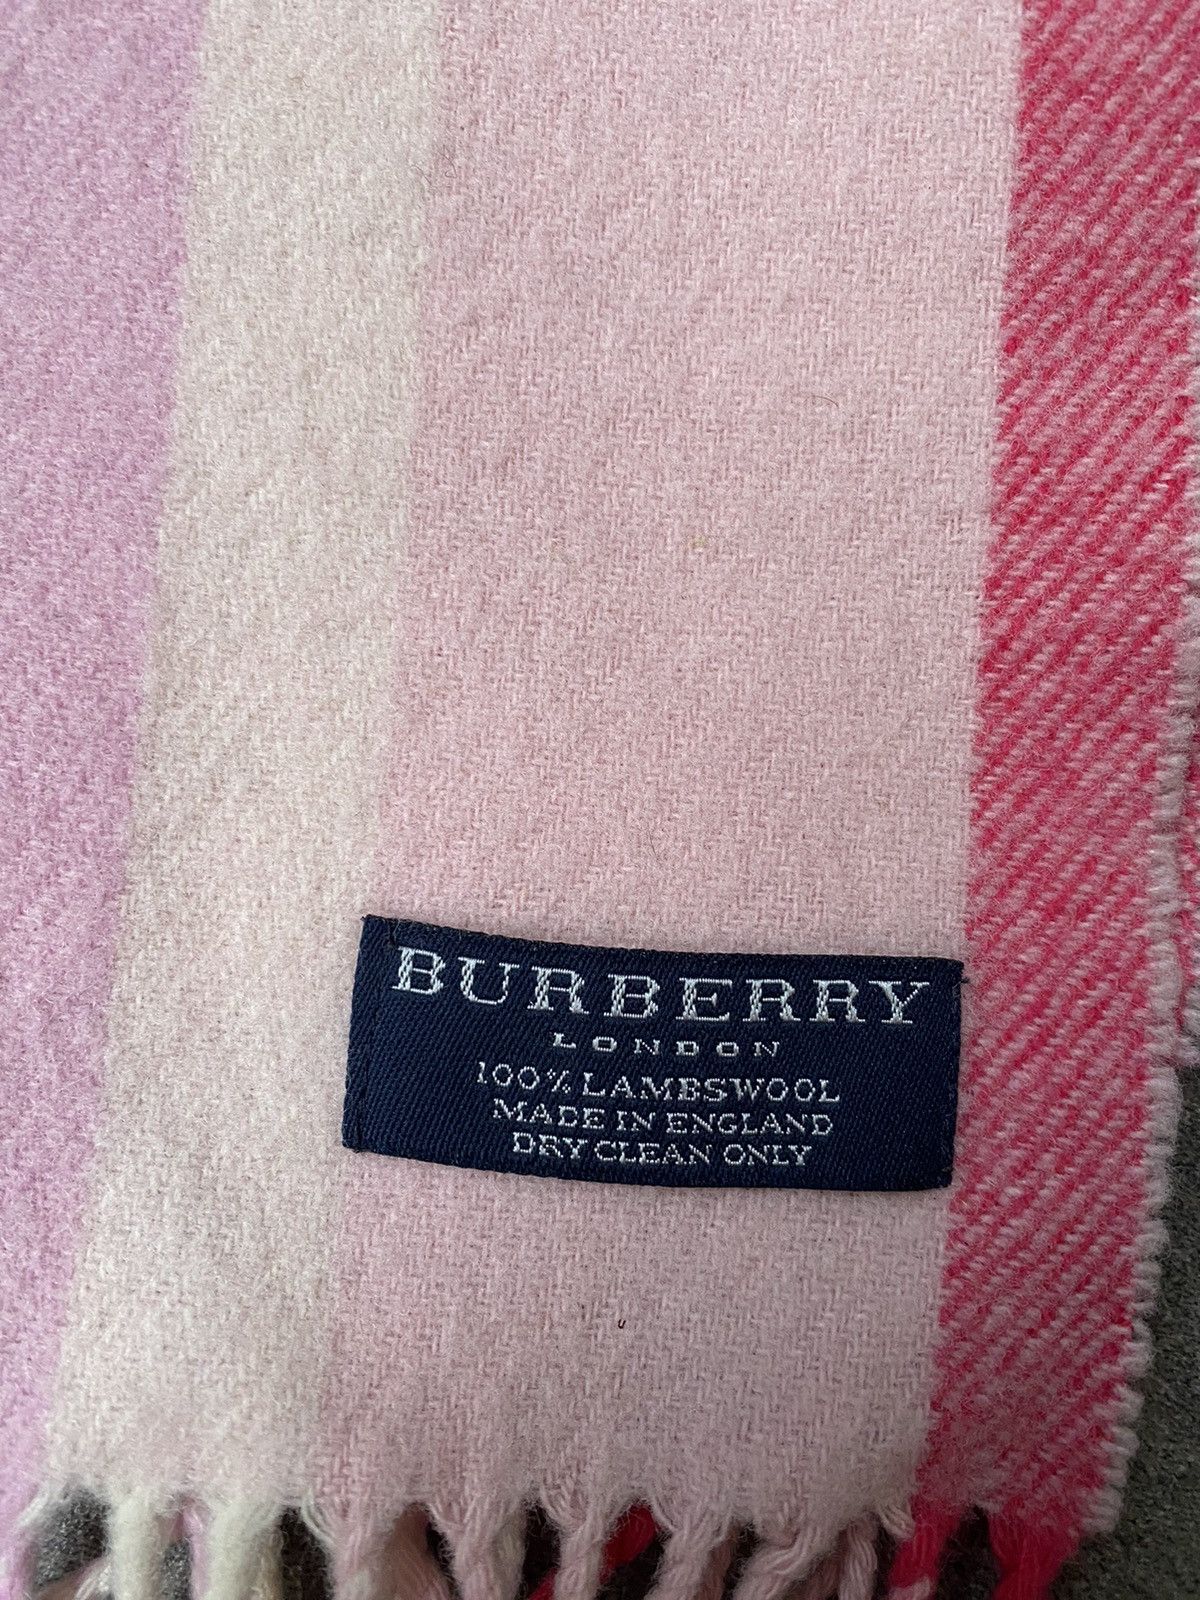 BURBERRY
LONDON
100% LAMBSWOOL
MADE IN ENGLAND
DRY CLEAN ONLY